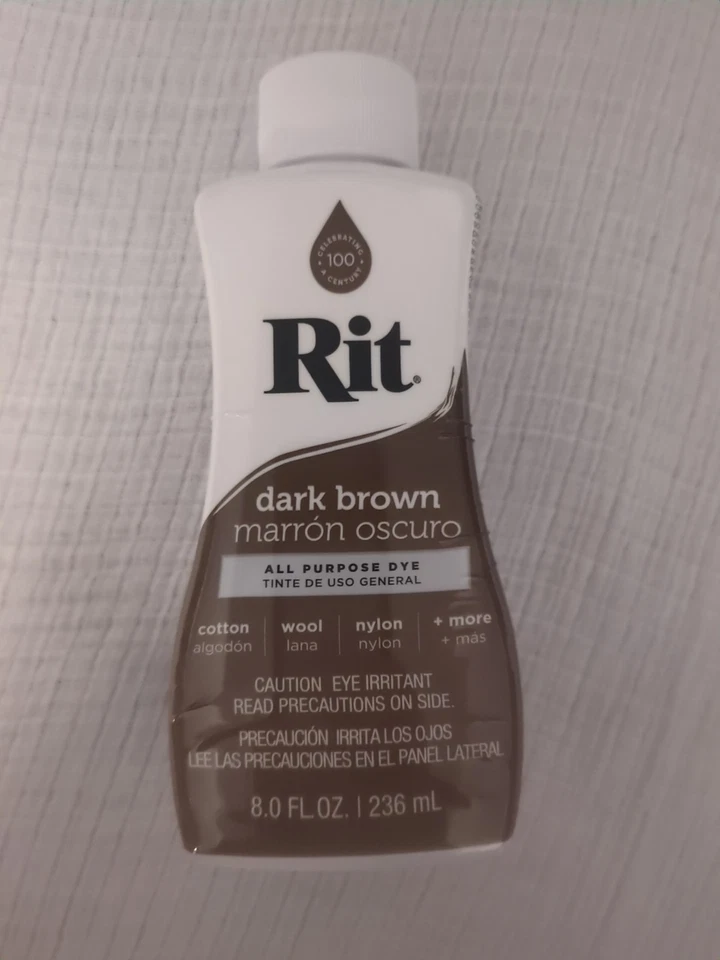 CELEBRATING
100
A CENTURY
Rit®
dark brown
marrón oscuro
ALL PURPOSE DYE
TINTE DE USO GENERAL
cotton wool nylon + more
algodón lana nylon + más
CAUTION EYE IRRITANT
READ PRECAUTIONS ON SIDE.
PRECAUCIÓN IRRITA LOS OJOS
LEE LAS PRECAUCIONES EN EL PANEL LATERAL
8.0 FL.OZ. | 236 mL